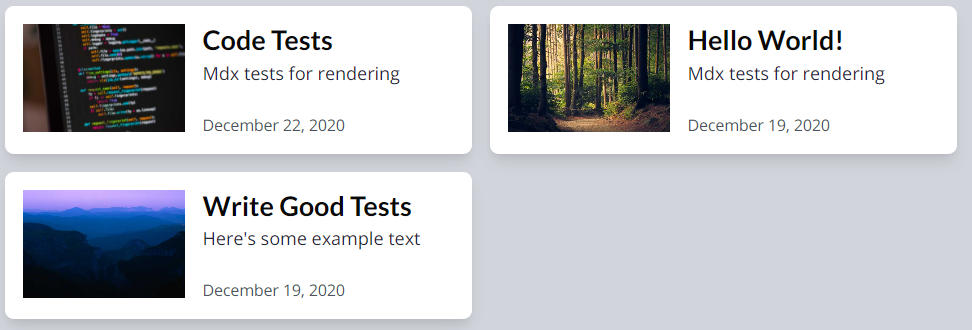 Code Tests
Mdx tests for rendering
December 22, 2020
Hello World!
Mdx tests for rendering
December 19, 2020
Write Good Tests
Here's some example text
December 19, 2020